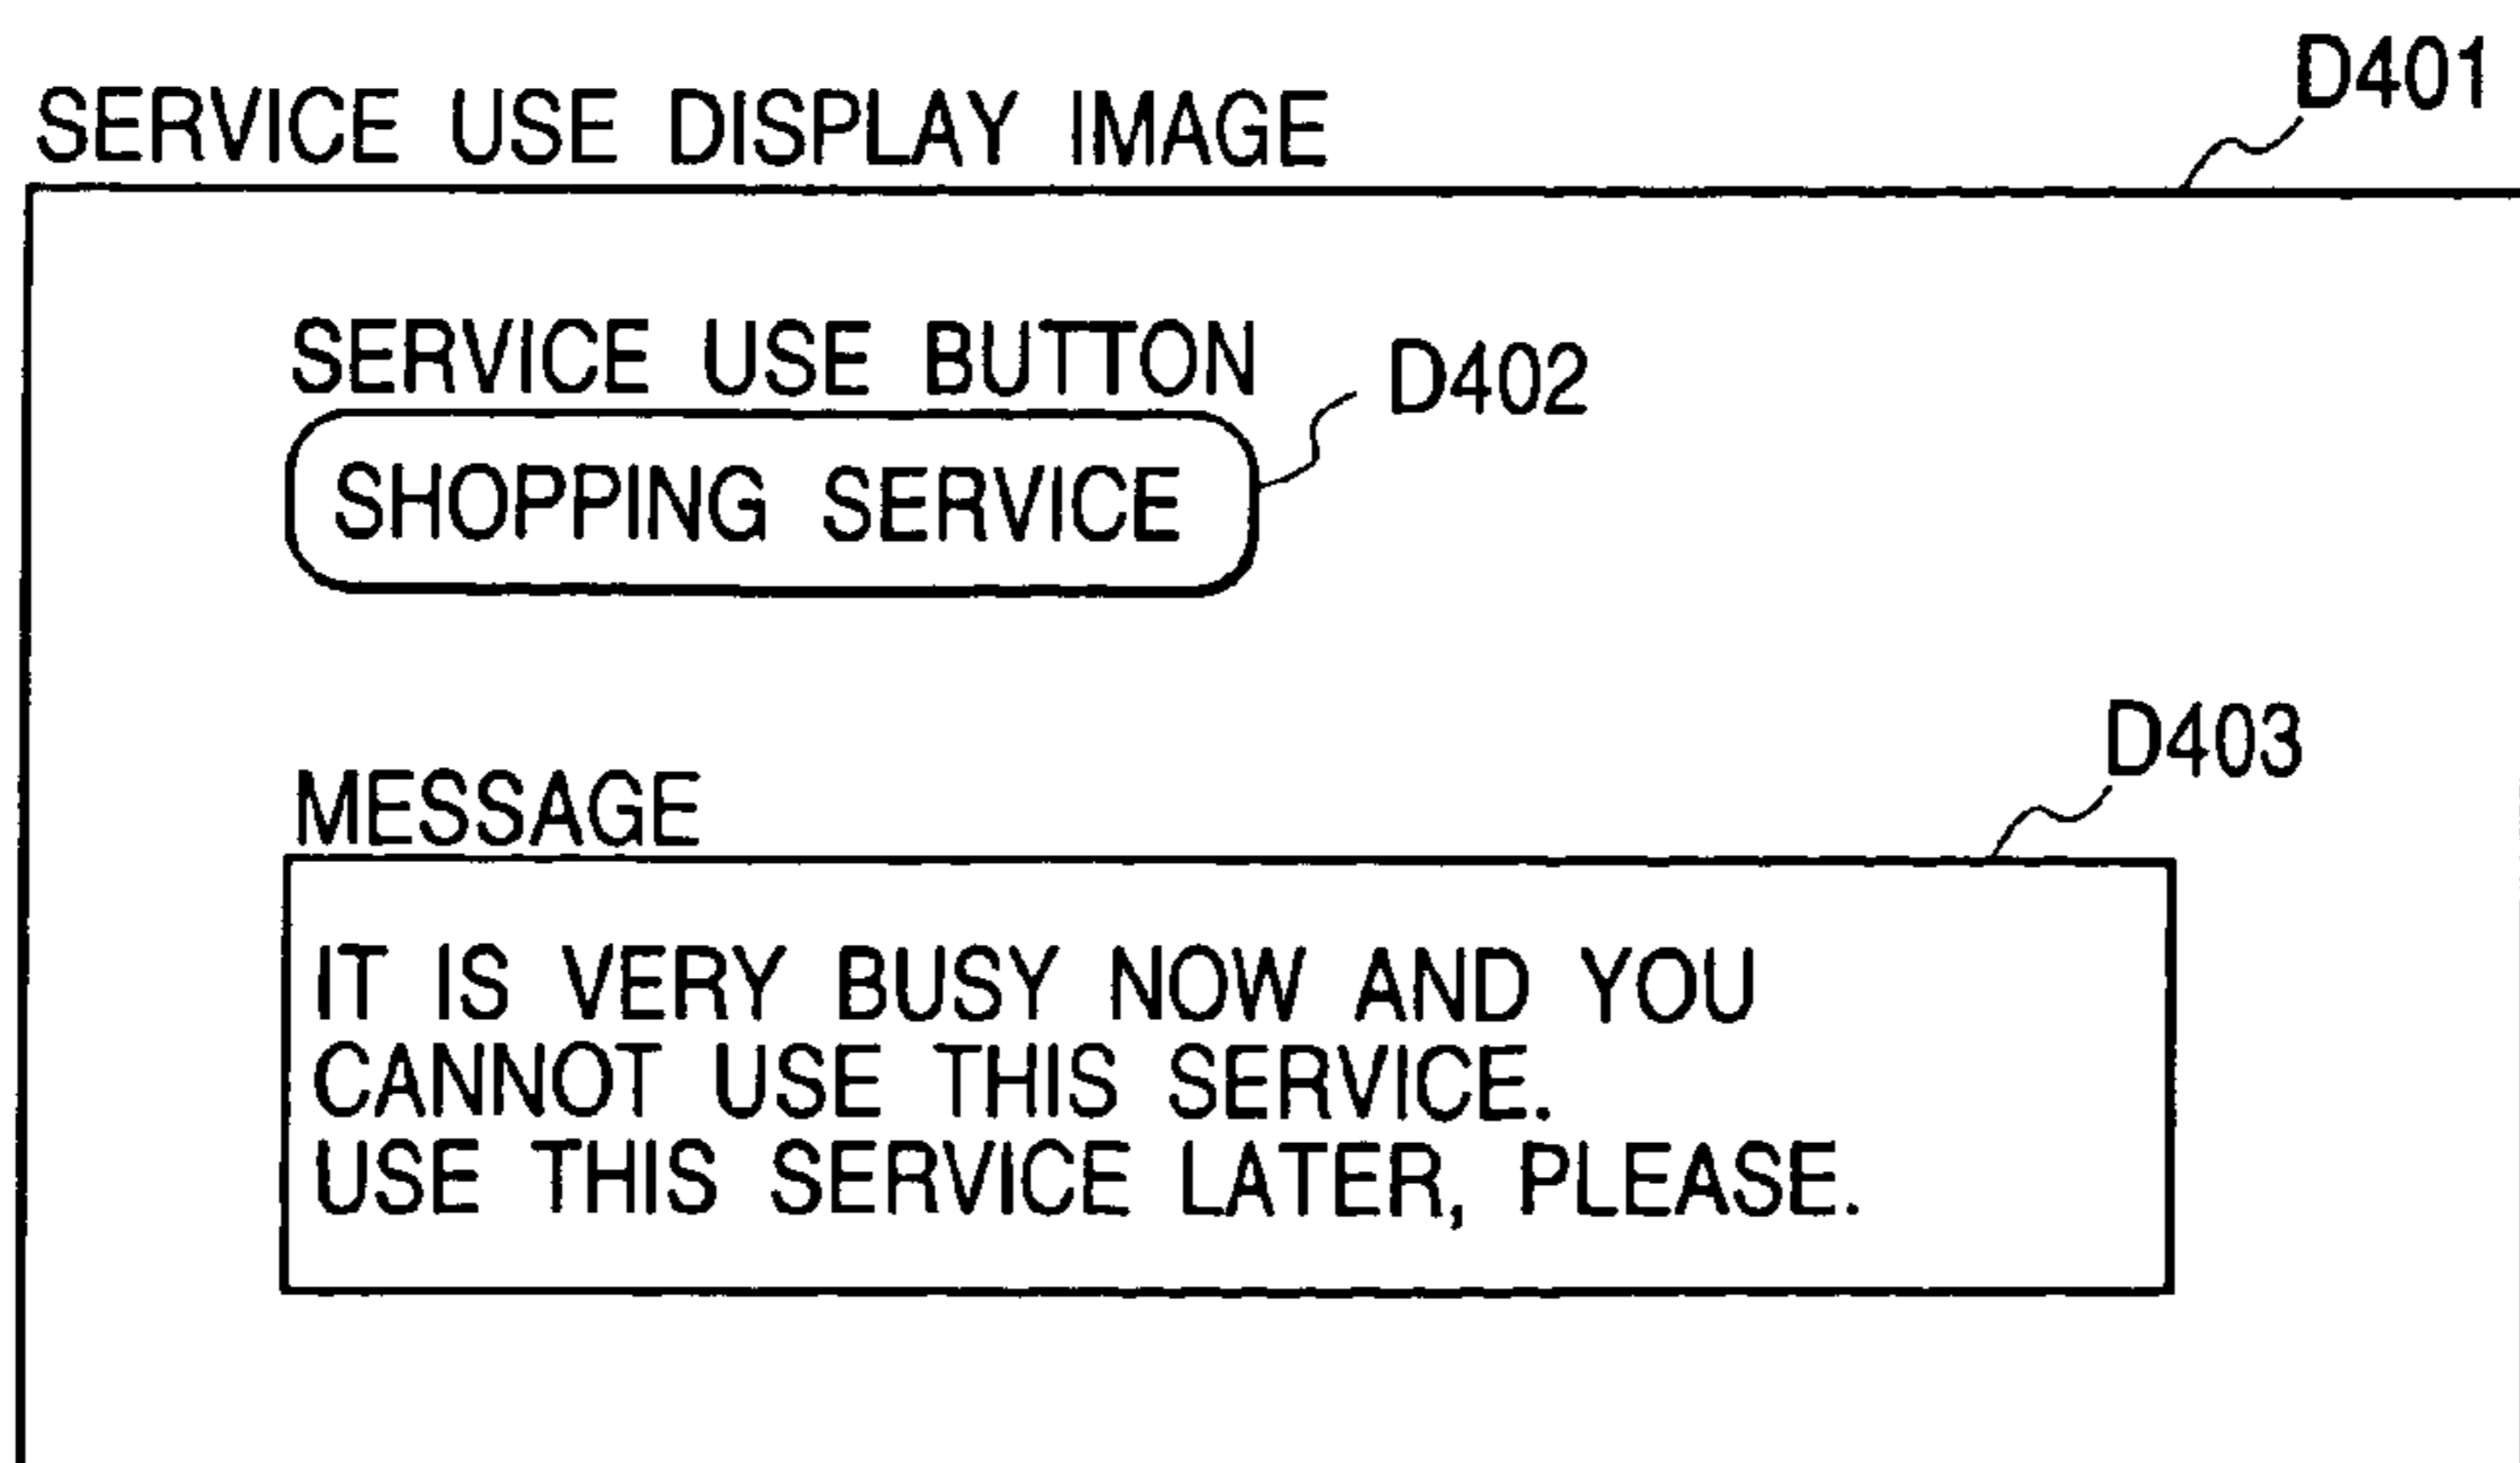 D401
SERVICE USE DISPLAY IMAGE
SERVICE USE BUTTON
D402
SHOPPING SERVICE
D403
MESSAGE
IT IS VERY BUSY NOW AND YOU
CANNOT USE THIS SERVICE.
USE THIS SERVICE LATER, PLEASE.